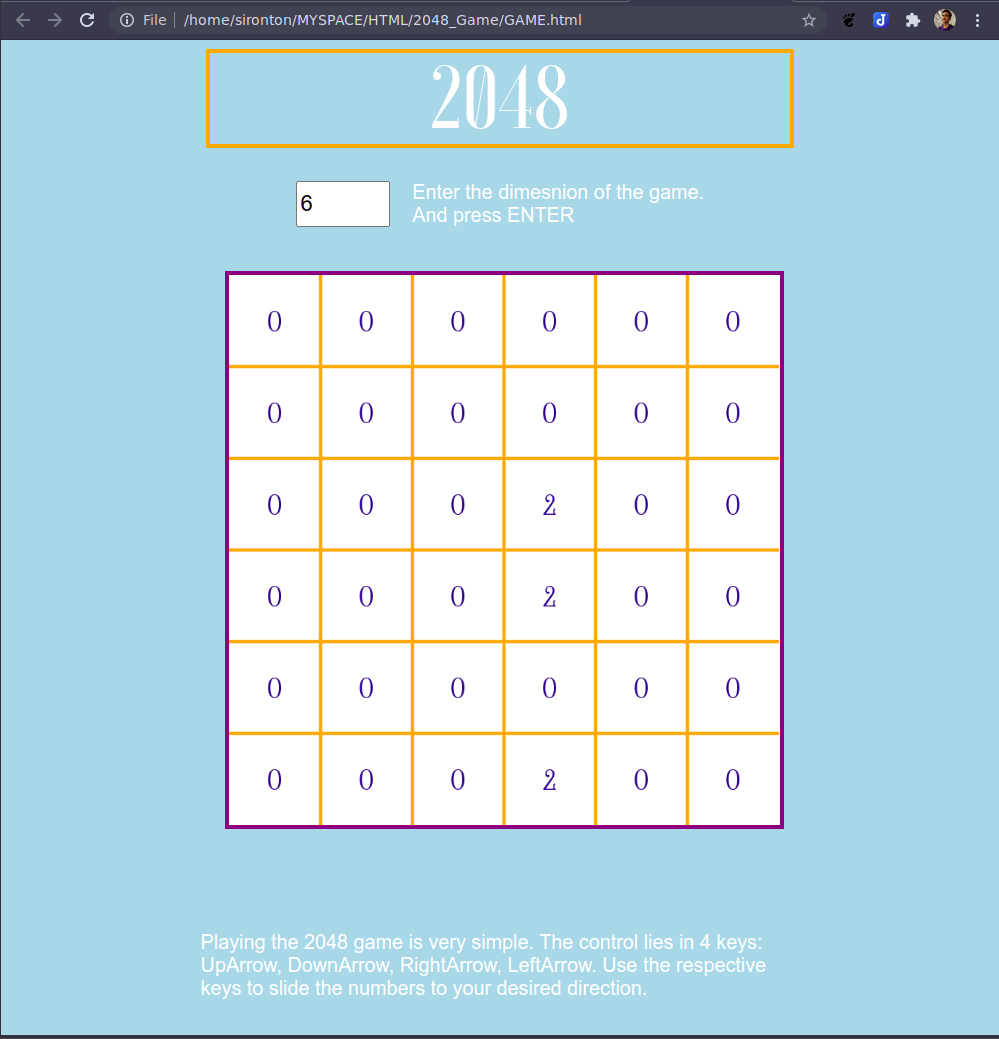 File /home/sironton/MYSPACE/HTML/2048_Game/GAME.html
2048
6 Enter the dimesnion of the game.
And press ENTER
0 0 0 0 0 0
0 0 0 0 0 0
0 0 0 2 0 0
0 0 0 2 0 0
0 0 0 0 0 0
0 0 0 2 0 0
Playing the 2048 game is very simple. The control lies in 4 keys:
UpArrow, DownArrow, RightArrow, LeftArrow. Use the respective
keys to slide the numbers to your desired direction.